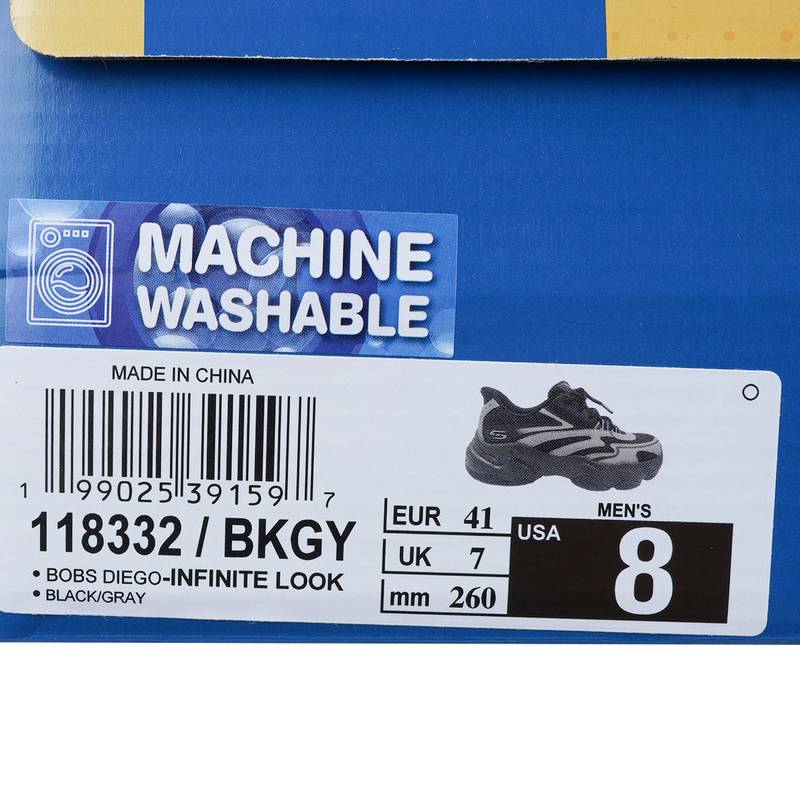 MACHINE
WASHABLE
MADE IN CHINA
1 99025 39159 7
118332 / BKGY
• BOBS DIEGO-INFINITE LOOK
• BLACK/GRAY
EUR 41
UK 7
mm 260
MEN'S
USA 8